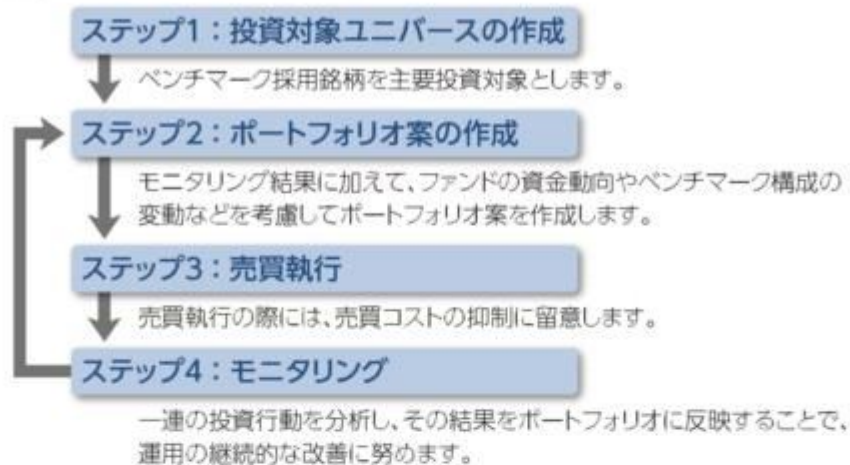 ステップ1：投資対象ユニバースの作成
ベンチマーク採用銘柄を主要投資対象とします。
ステップ2：ポートフォリオ案の作成
モニタリング結果に加えて、ファンドの資金動向やベンチマーク構成の
変動などを考慮してポートフォリオ案を作成します。
ステップ3：売買執行
売買執行の際には、売買コストの抑制に留意します。
ステップ4：モニタリング
一連の投資行動を分析し、その結果をポートフォリオに反映することで、
運用の継続的な改善に努めます。